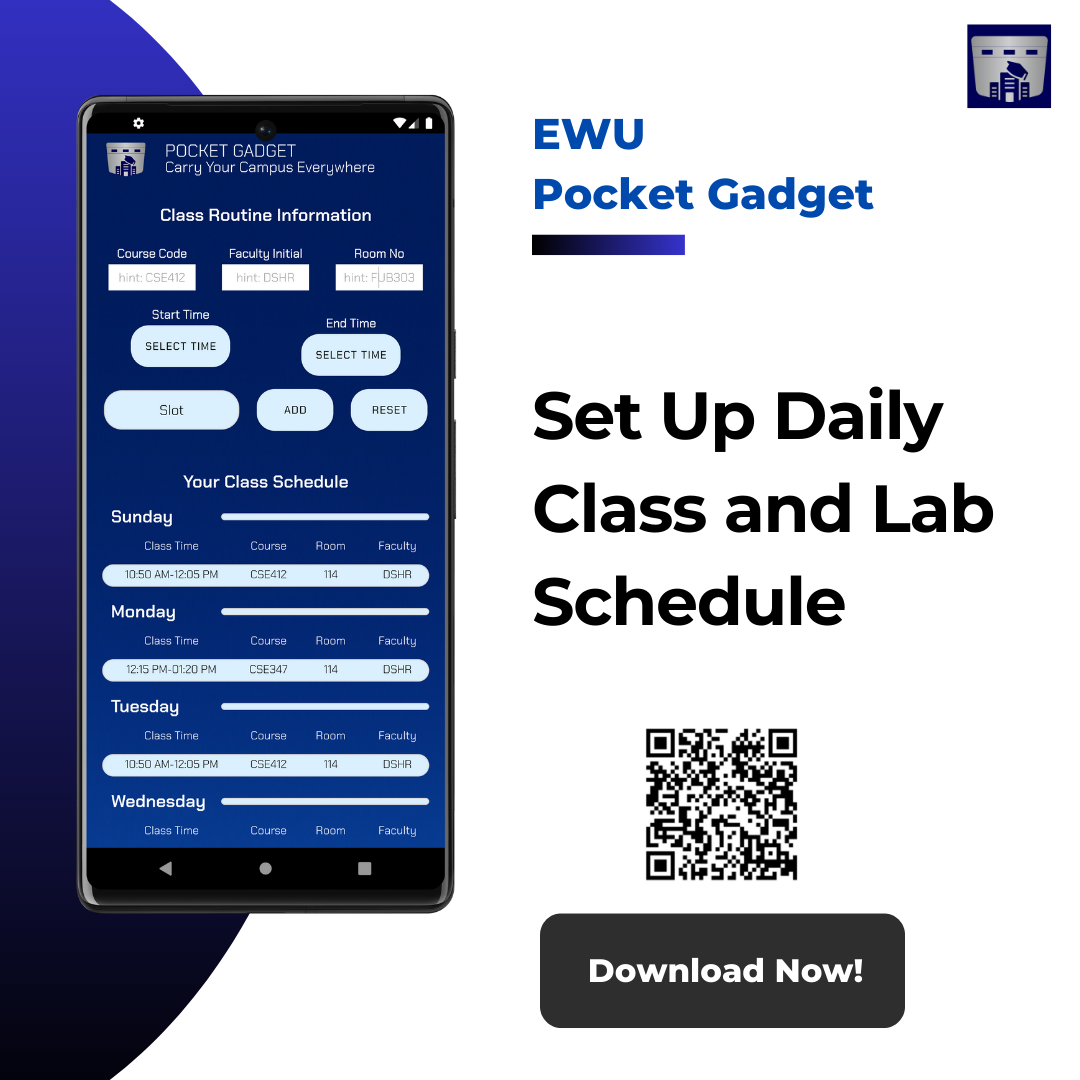 POCKET GADGET
Carry Your Campus Everywhere
Class Routine Information
Course Code Faculty Initial Room No
hint: CSE412 hint: DSHR hint: FUB303
Start Time
End Time
SELECT TIME
SELECT TIME
Slot ADD RESET
Your Class Schedule
Sunday
Class Time Course Room Faculty
10:50 AM-12:05 PM CSE412 114 DSHR
Monday
Class Time Course Room Faculty
12:15 PM-01:20 PM CSE347 114 DSHR
Tuesday
Class Time Course Room Faculty
10:50 AM-12:05 PM CSE412 114 DSHR
Wednesday
Class Time Course Room Faculty
EWU
Pocket Gadget
Set Up Daily
Class and Lab
Schedule
Download Now!